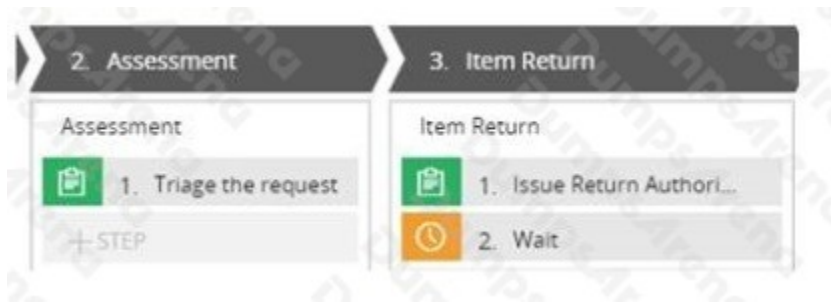 2. Assessment
3. Item Return
Assessment
1. Triage the request
+ STEP
Item Return
1. Issue Return Authori...
2. Wait
DumpsArena